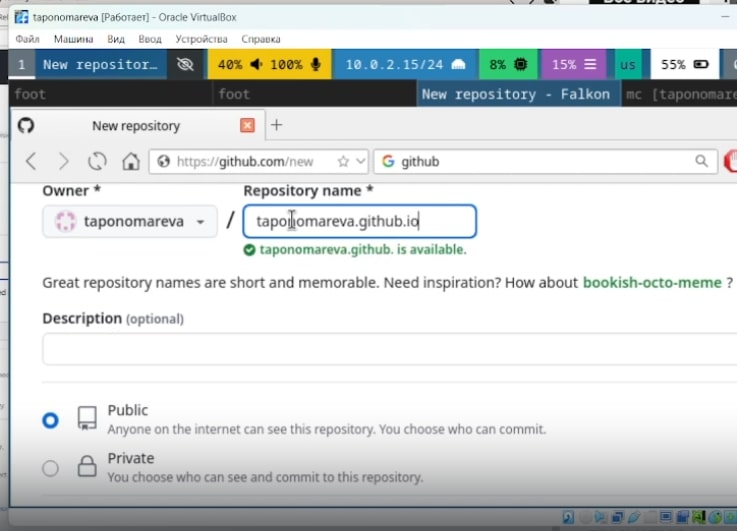 taponomareva [Работает] - Oracle VirtualBox
Файл Машина Вид Ввод Устройства Справка
1 New repositor… 40% 100% 10.0.2.15/24 8% 15% us 55%
foot foot New repository - Falkon mc [taponomare
New repository
https://github.com/new github
Owner * Repository name *
taponomareva / taponomareva.github.io
taponomareva.github. is available.
Great repository names are short and memorable. Need inspiration? How about bookish-octo-meme ?
Description (optional)
Public
Anyone on the internet can see this repository. You choose who can commit.
Private
You choose who can see and commit to this repository.